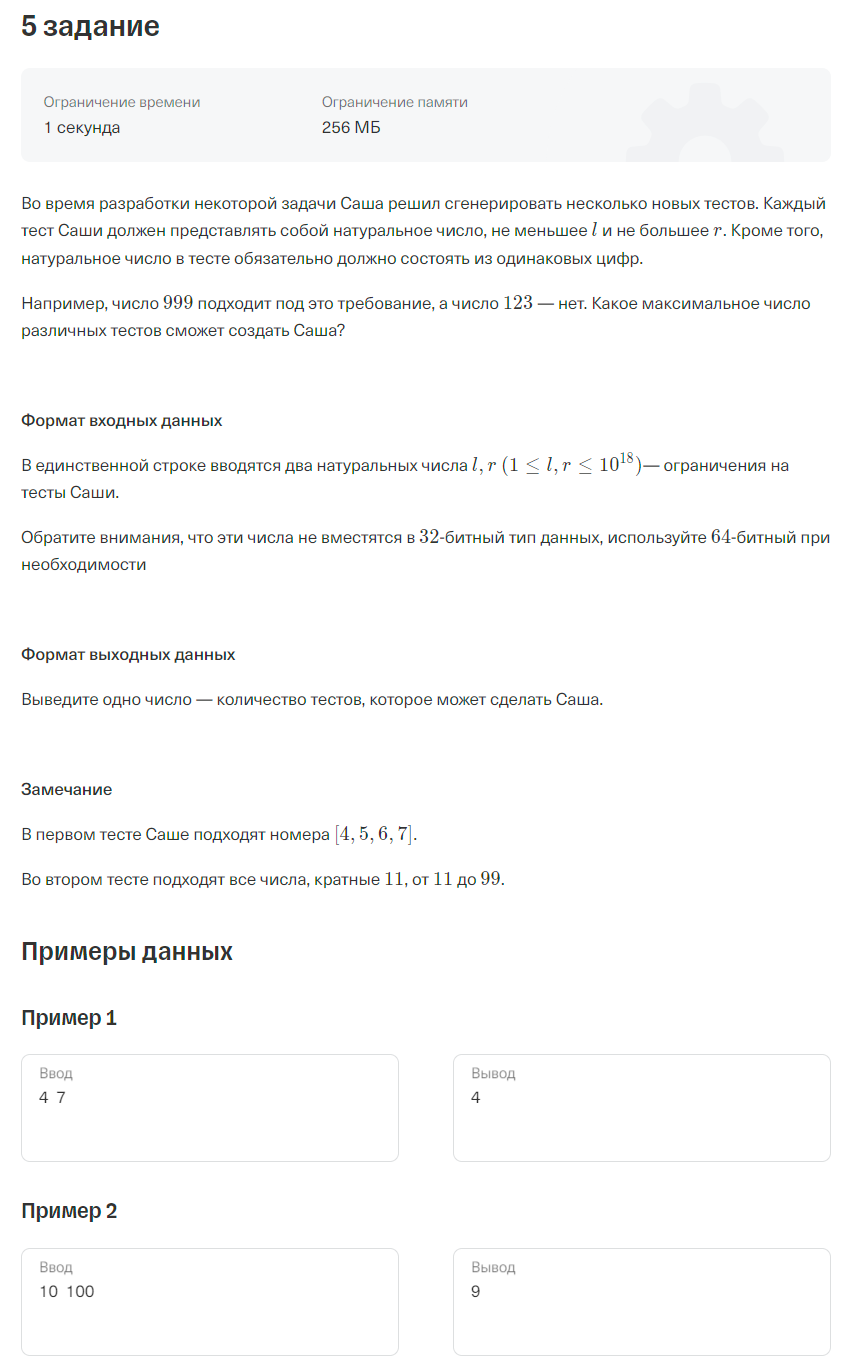 5 задание
Ограничение времени
1 секунда
Ограничение памяти
256 МБ
Во время разработки некоторой задачи Саша решил сгенерировать несколько новых тестов. Каждый
тест Саши должен представлять собой натуральное число, не меньшее l и не большее r. Кроме того,
натуральное число в тесте обязательно должно состоять из одинаковых цифр.
Например, число 999 подходит под это требование, а число 123 — нет. Какое максимальное число
различных тестов сможет создать Саша?
Формат входных данных
В единственной строке вводятся два натуральных числа l, r (1 ≤ l, r ≤ 10^18)— ограничения на
тесты Саши.
Обратите внимания, что эти числа не вместятся в 32-битный тип данных, используйте 64-битный при
необходимости
Формат выходных данных
Выведите одно число — количество тестов, которое может сделать Саша.
Замечание
В первом тесте Саше подходят номера [4, 5, 6, 7].
Во втором тесте подходят все числа, кратные 11, от 11 до 99.
Примеры данных
Пример 1
Ввод
4 7
Вывод
4
Пример 2
Ввод
10 100
Вывод
9